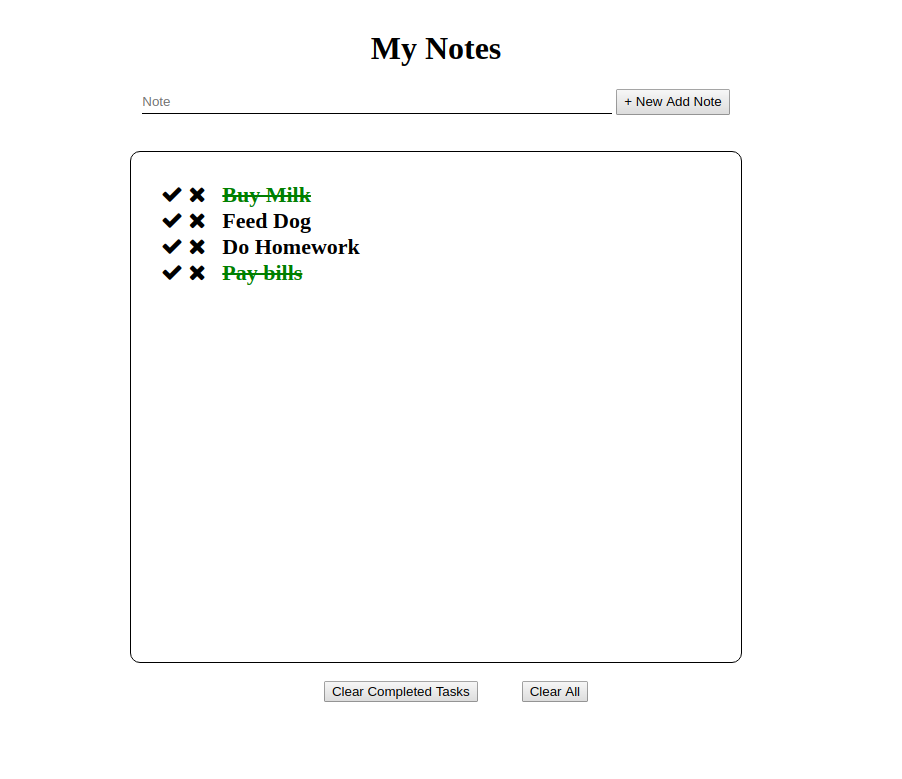 My Notes
Note
+ New Add Note
Buy Milk
Feed Dog
Do Homework
Pay bills
Clear Completed Tasks
Clear All